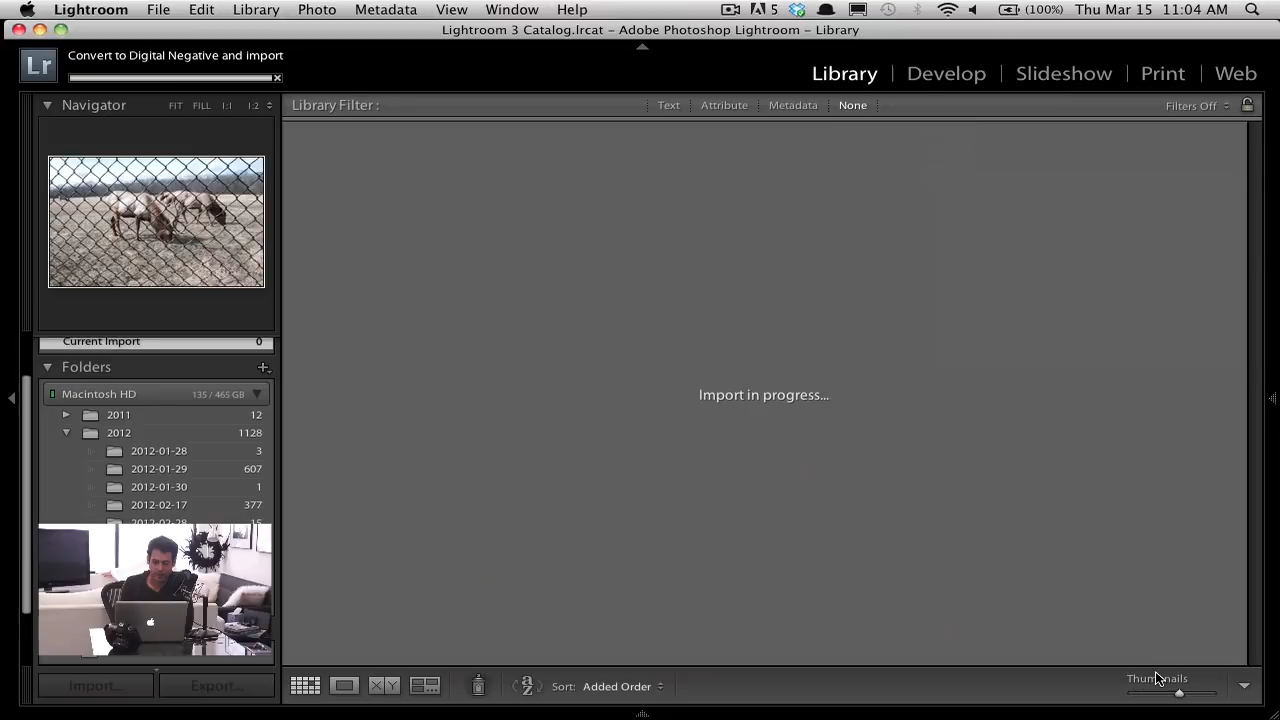 Lightroom File Edit Library Photo Metadata View Window Help 5 (100%) Thu Mar 15 11:04 AM
Lightroom 3 Catalog.lrcat – Adobe Photoshop Lightroom – Library
Lr Convert to Digital Negative and import
Library | Develop | Slideshow | Print | Web
Navigator FIT FILL 1:1 1:2
Library Filter : Text Attribute Metadata None Filters Off
Import in progress...
Current Import 0
Folders
Macintosh HD 135 / 465 GB
2011 12
2012 1128
2012-01-28 3
2012-01-29 607
2012-01-30 1
2012-02-17 377
2012-02-28 15
Import... Export...
Sort: Added Order
Thumbnails